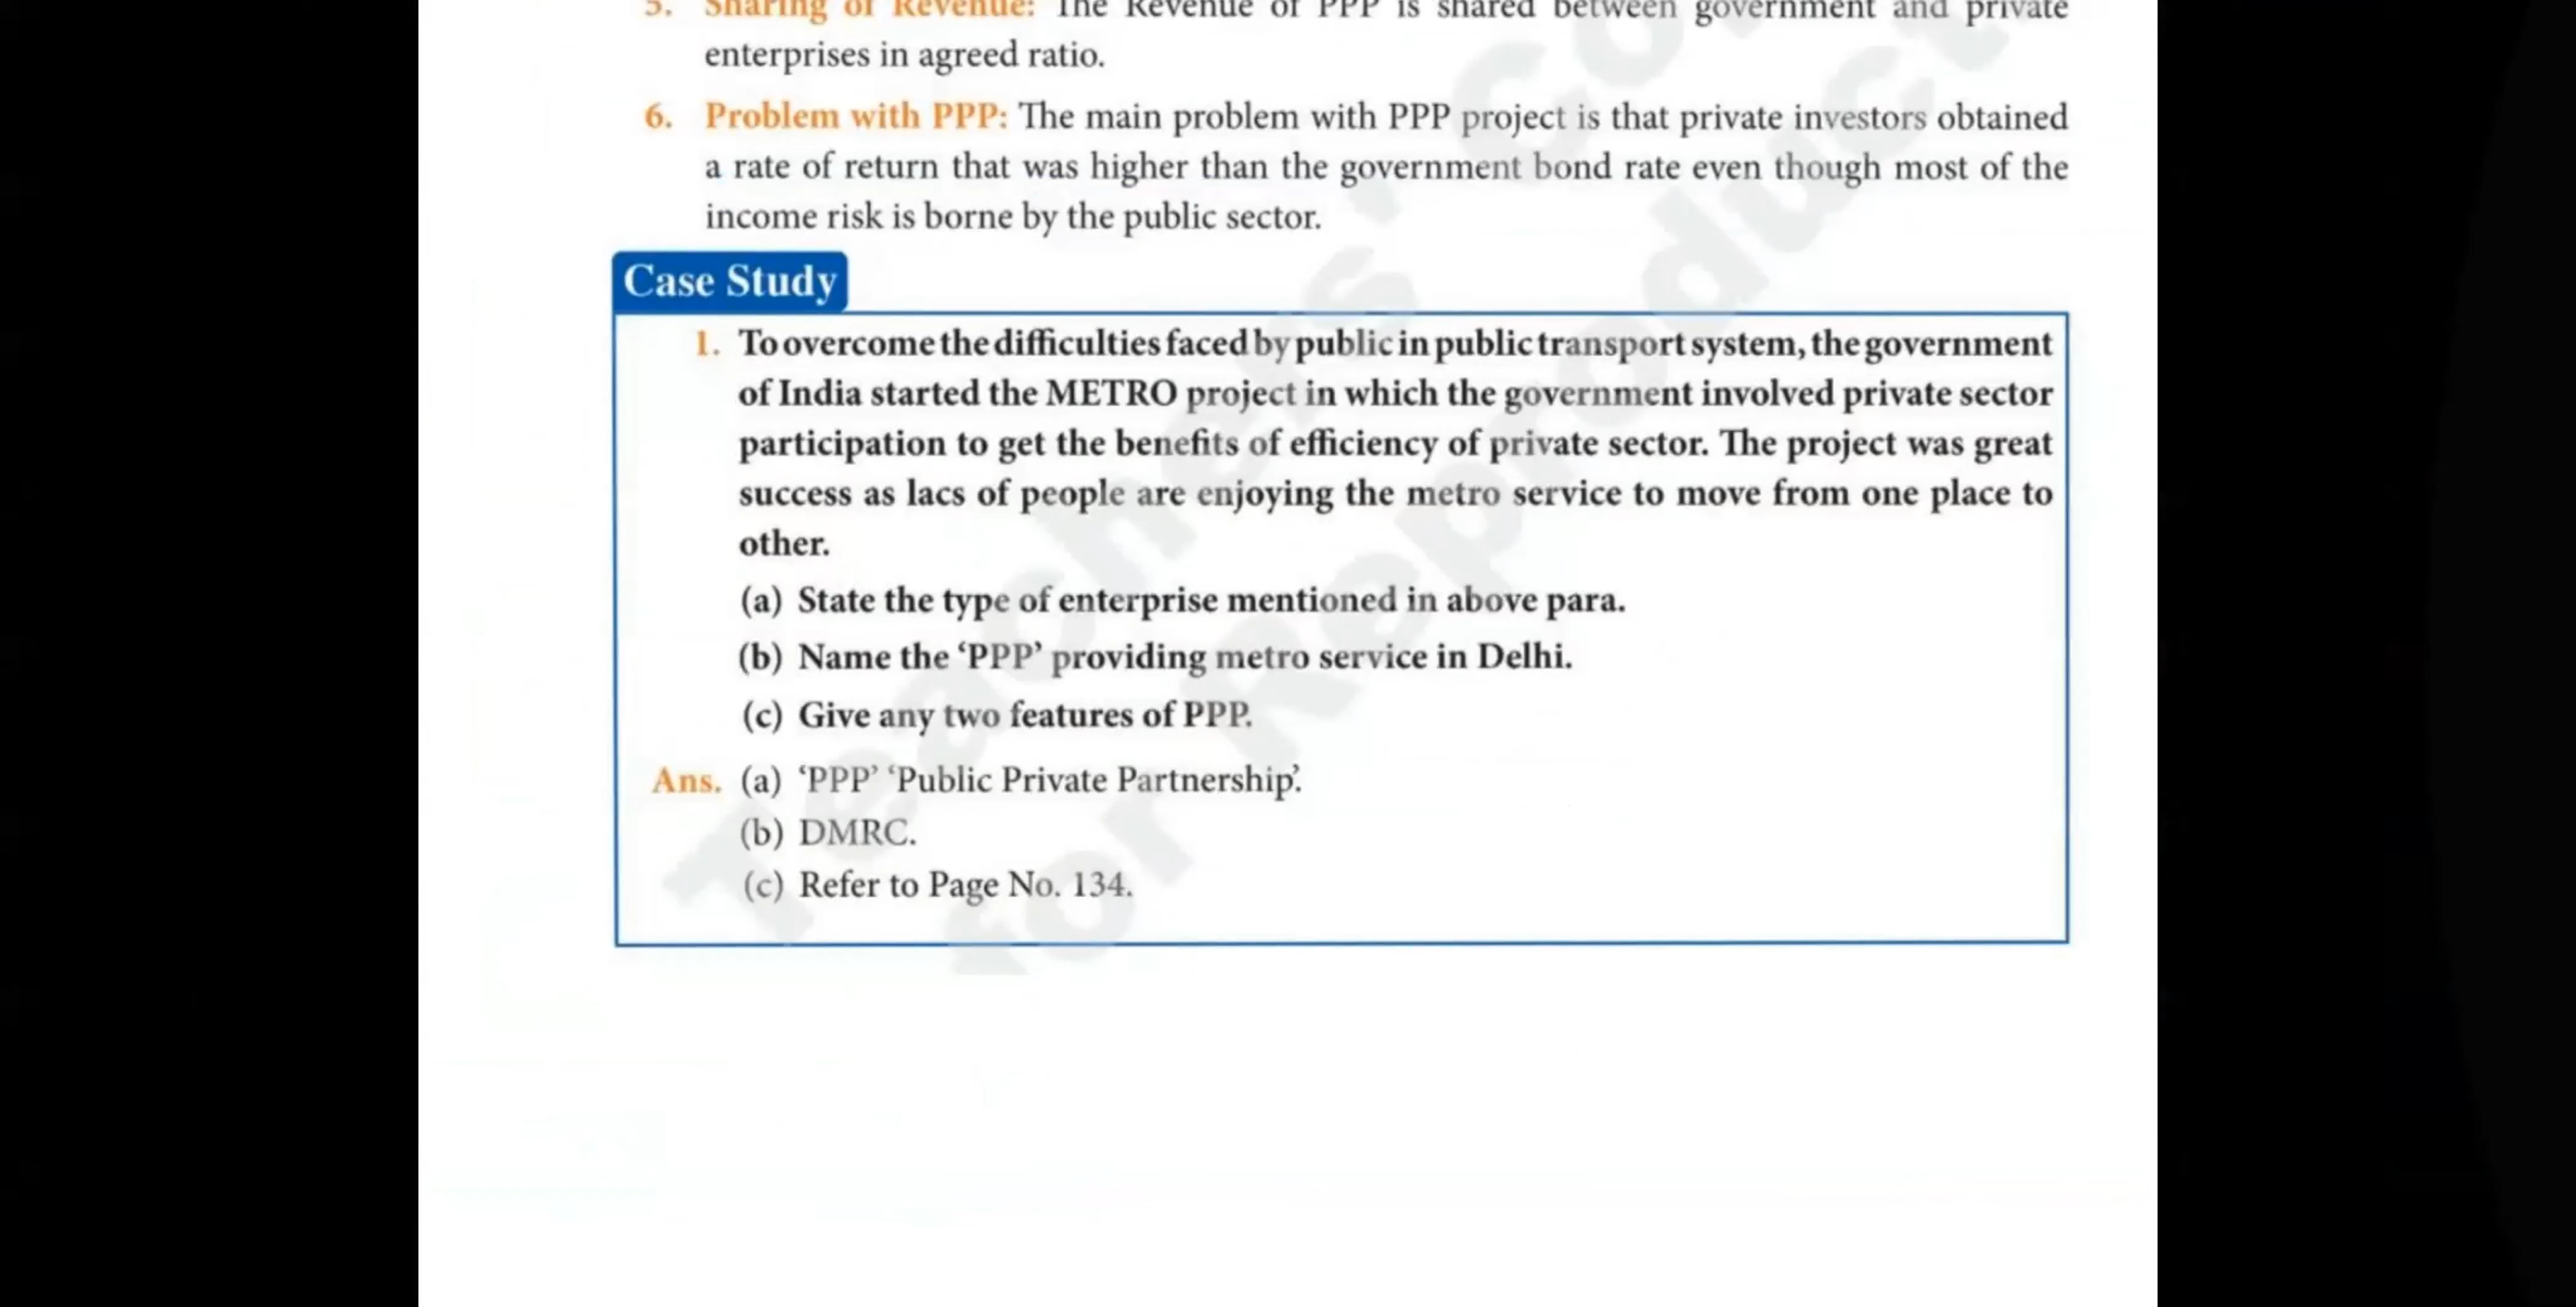 5. Sharing of Revenue: The Revenue of PPP is shared between government and private
enterprises in agreed ratio.
6. Problem with PPP: The main problem with PPP project is that private investors obtained
a rate of return that was higher than the government bond rate even though most of the
income risk is borne by the public sector.
Case Study
1. To overcome the difficulties faced by public in public transport system, the government
of India started the METRO project in which the government involved private sector
participation to get the benefits of efficiency of private sector. The project was great
success as lacs of people are enjoying the metro service to move from one place to
other.
(a) State the type of enterprise mentioned in above para.
(b) Name the ‘PPP’ providing metro service in Delhi.
(c) Give any two features of PPP.
Ans. (a) ‘PPP’ ‘Public Private Partnership’.
(b) DMRC.
(c) Refer to Page No. 134.
Teachers'
for